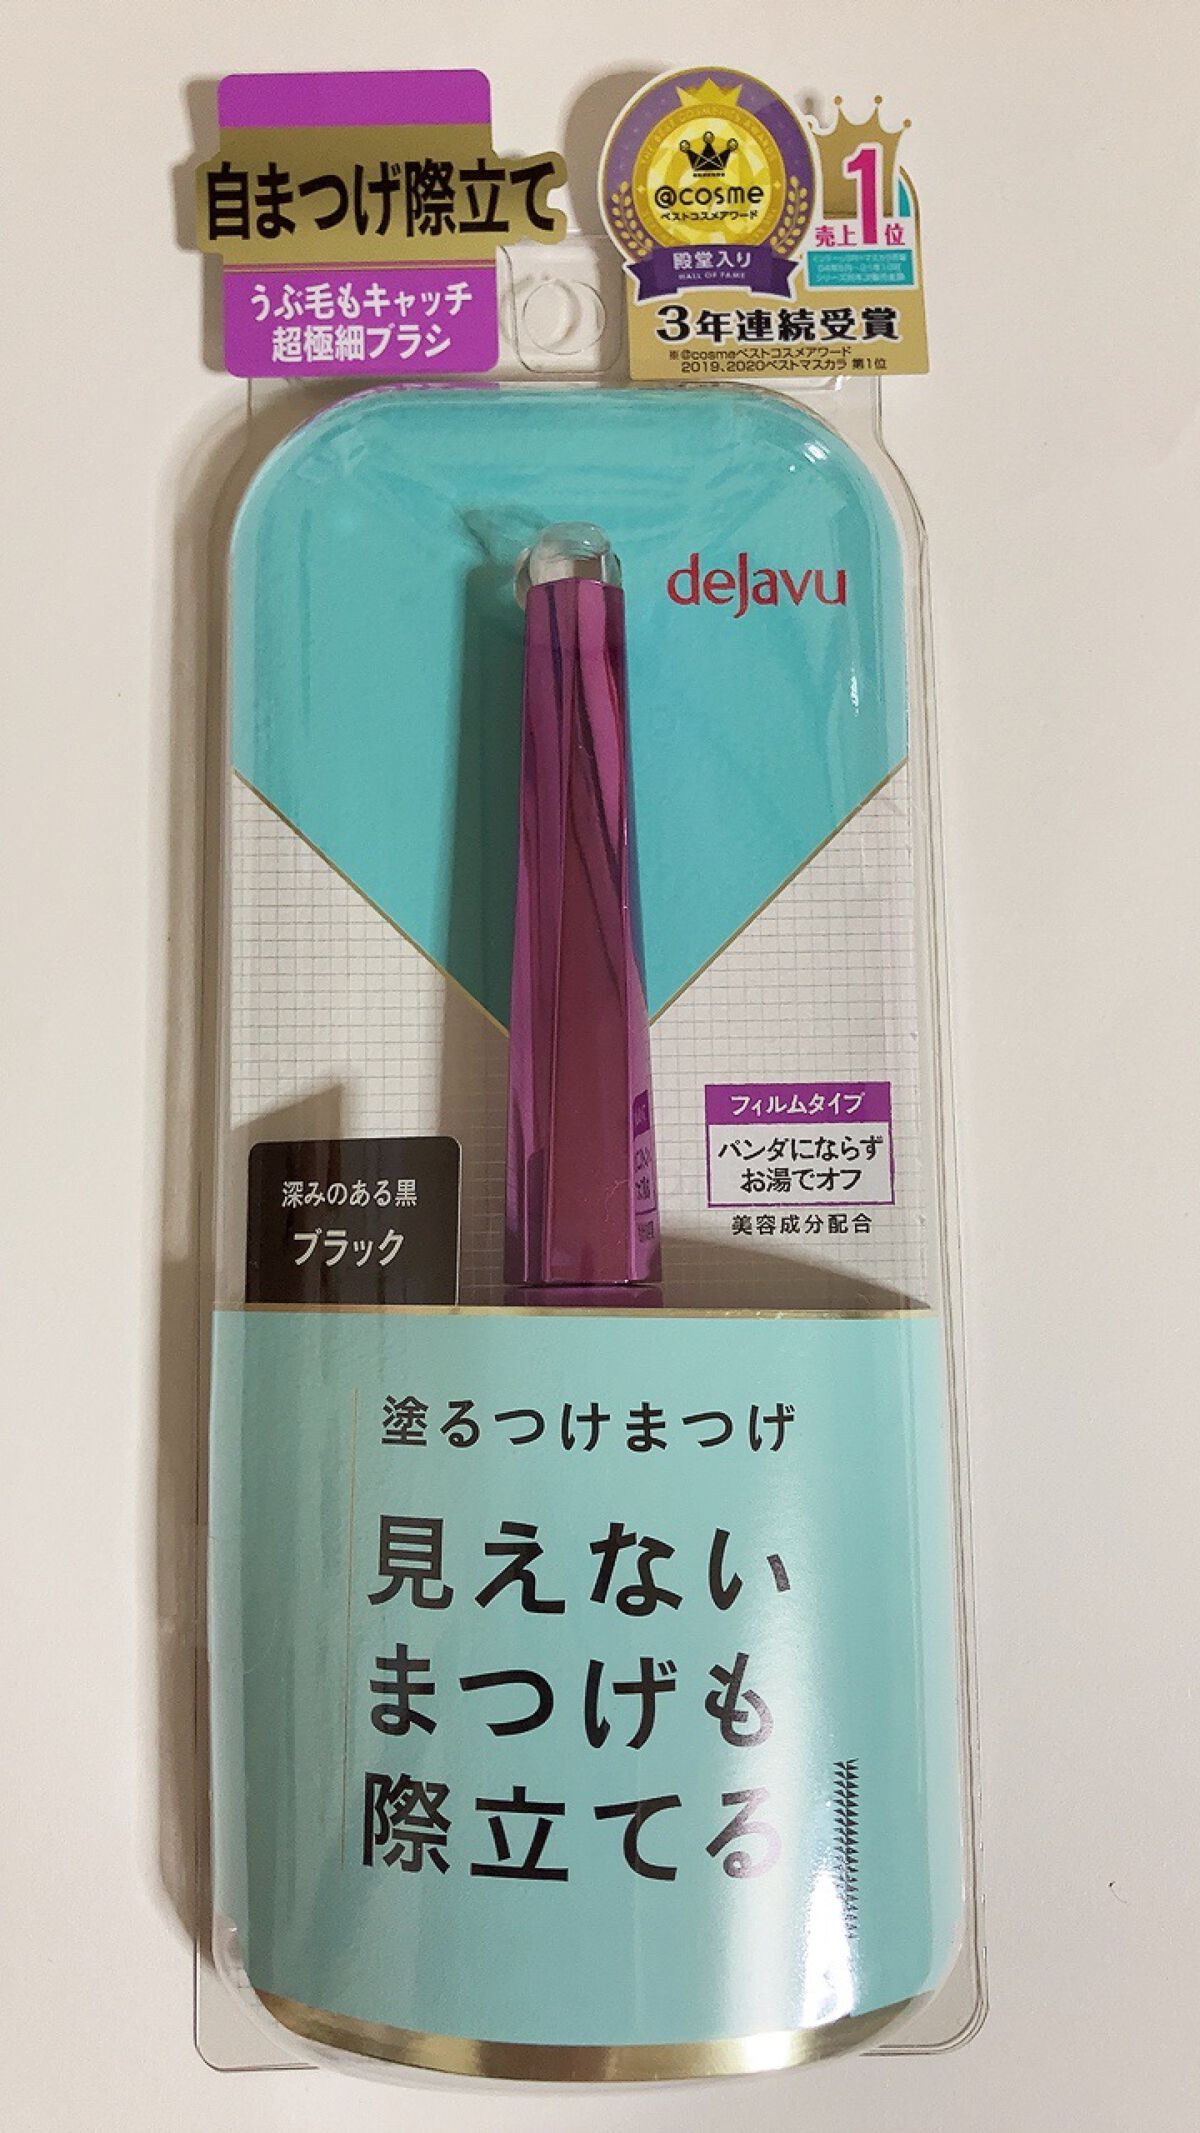 自まつげ際立て
うぶ毛もキャッチ
超極細ブラシ
@cosme
ベストコスメアワード
殿堂入り
HALL OF FAME
売上1位
3年連続受賞
※@cosmeベストコスメアワード
2019、2020ベストマスカラ 第1位
deJavu
フィルムタイプ
パンダにならず
お湯でオフ
美容成分配合
深みのある黒
ブラック
塗るつけまつげ
見えない
まつげも
際立てる